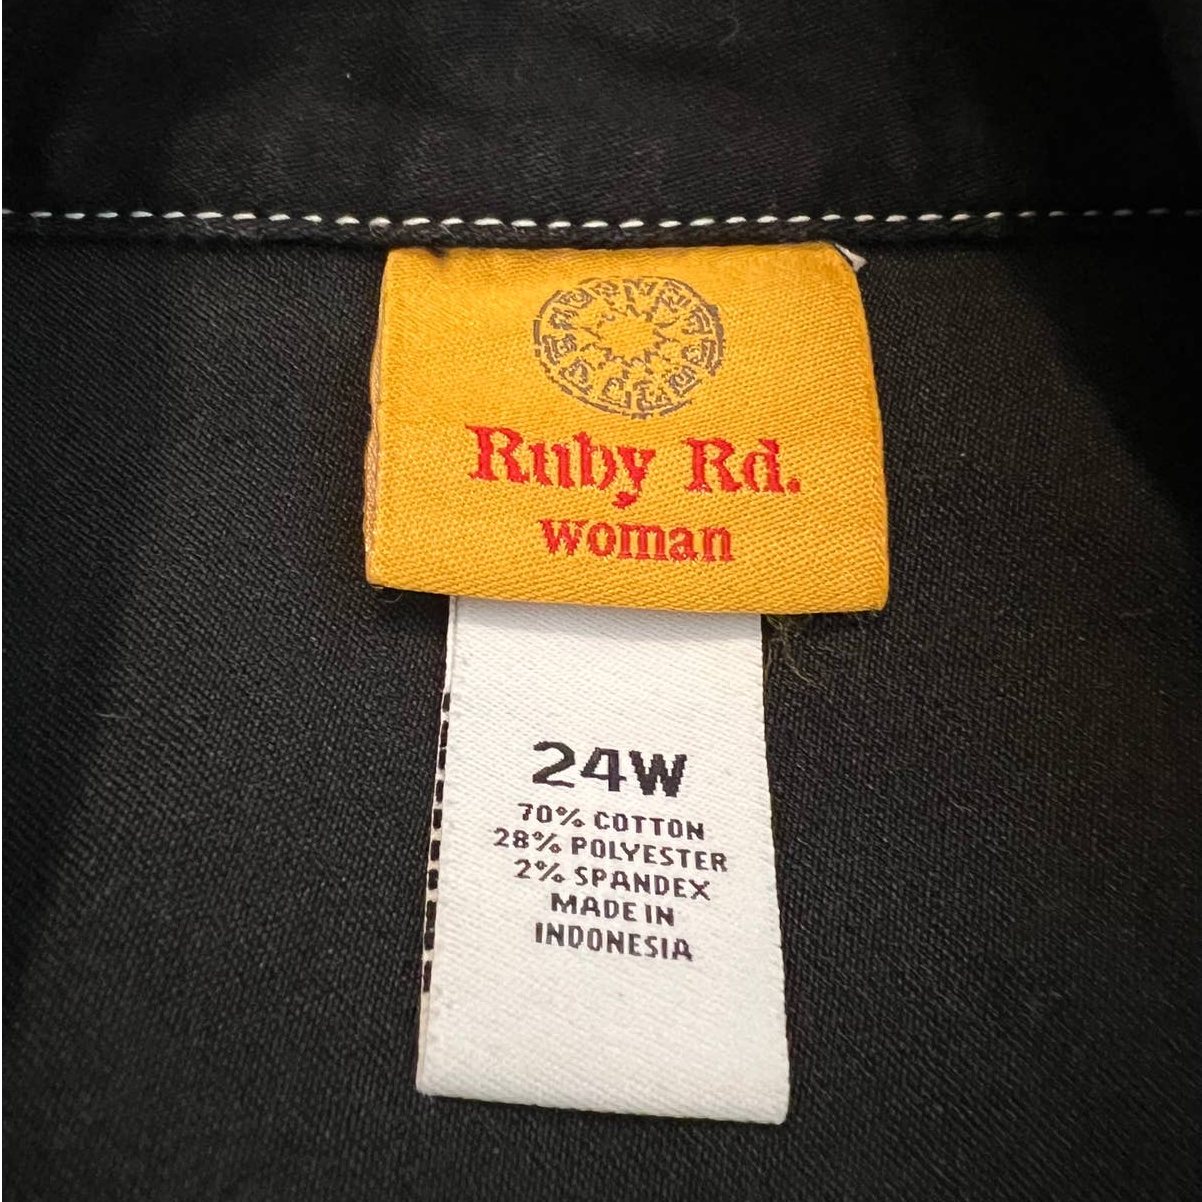 Ruby Rd.
woman
24W
70% COTTON
28% POLYESTER
2% SPANDEX
MADE IN
INDONESIA